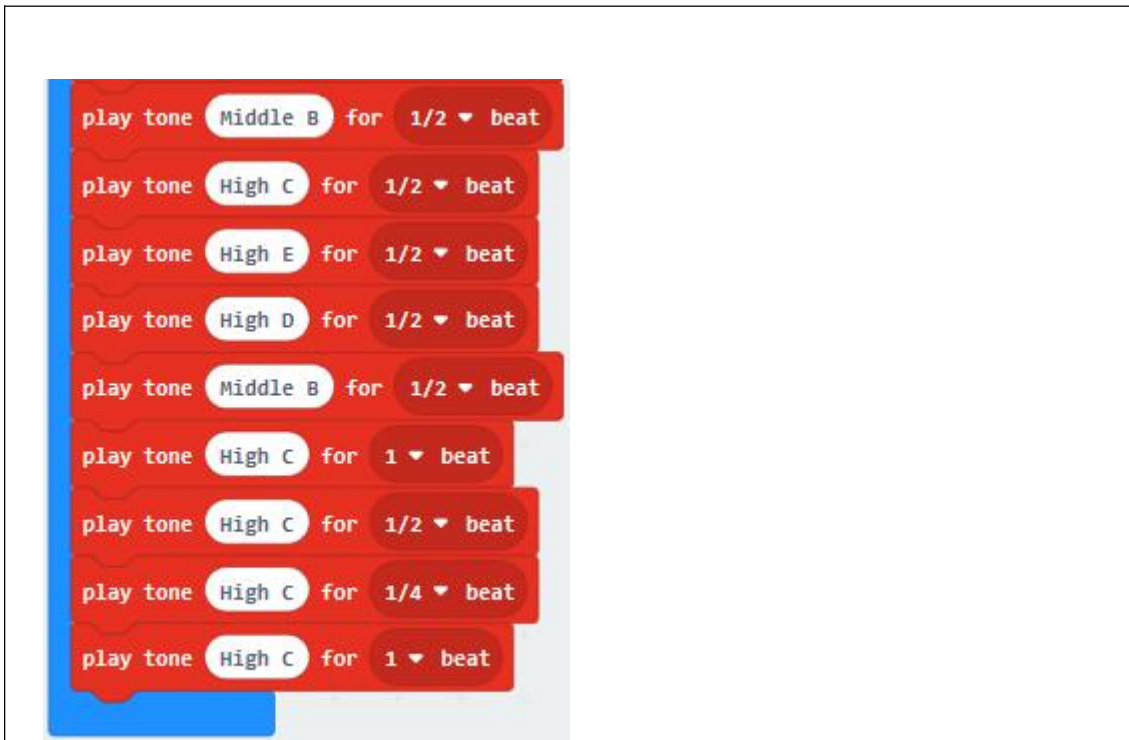 play tone Middle B for 1/2 beat
play tone High C for 1/2 beat
play tone High E for 1/2 beat
play tone High D for 1/2 beat
play tone Middle B for 1/2 beat
play tone High C for 1 beat
play tone High C for 1/2 beat
play tone High C for 1/4 beat
play tone High C for 1 beat